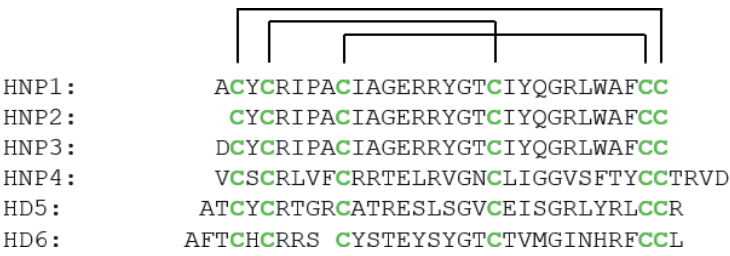 HNP1: ACYCRIPACIAGERRYGTCIYQGRLWAFCC
HNP2: CYCRIPACIAGERRYGTCIYQGRLWAFCC
HNP3: DCYCRIPACIAGERRYGTCIYQGRLWAFCC
HNP4: VCSCRLVFCRRTELRVGNCLIGGVSFTYCCTRVD
HD5: ATCYCRTGRCATRESLSGVCEISGRLYRLCCR
HD6: AFTCHCRRS CYSTEYSYGTCTVMGINHRFCCL